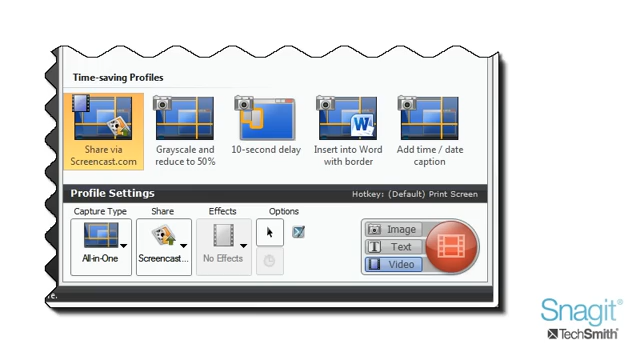 Time-saving Profiles
Share via
Screencast.com
Grayscale and
reduce to 50%
10-second delay
Insert into Word
with border
Add time / date
caption
Profile Settings
Hotkey: (Default) Print Screen
Capture Type
Share
Effects
Options
All-in-One
Screencast...
No Effects
Image
Text
Video
Snagit®
TechSmith®